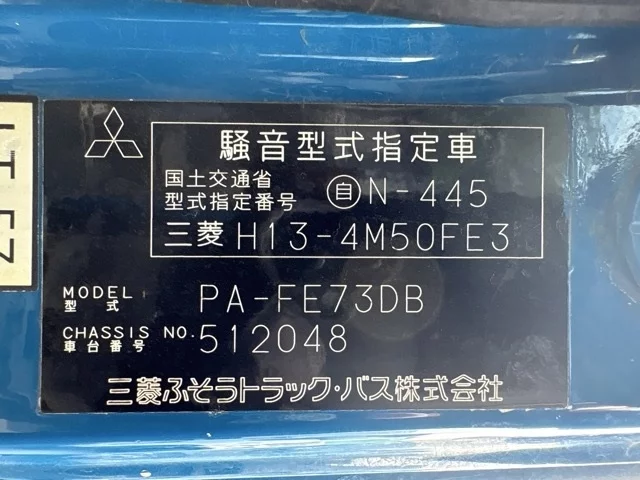 騒音型式指定車
国土交通省
型式指定番号 自N-445
三菱 H13-4M50FE3
MODEL
型式 PA-FE73DB
CHASSIS NO.
車台番号 512048
三菱ふそうトラック・バス株式会社